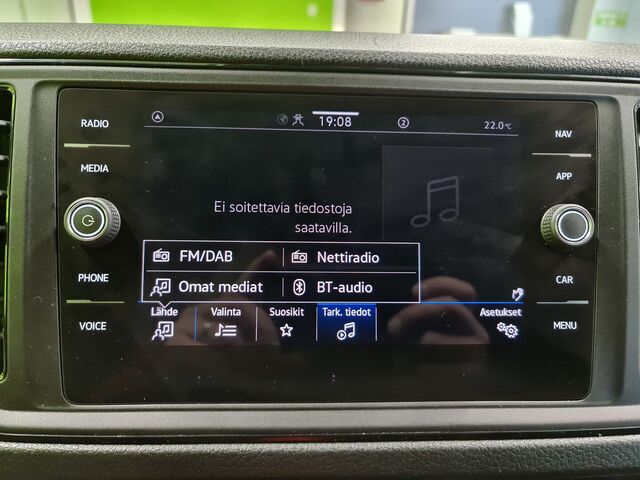 RADIO
MEDIA
PHONE
VOICE
19:08
2
22.0°C
Ei soitettavia tiedostoja
saatavilla.
FM/DAB
Nettiradio
Omat mediat
BT-audio
Lähde
Valinta
Suosikit
Tark. tiedot
Asetukset
NAV
APP
CAR
MENU